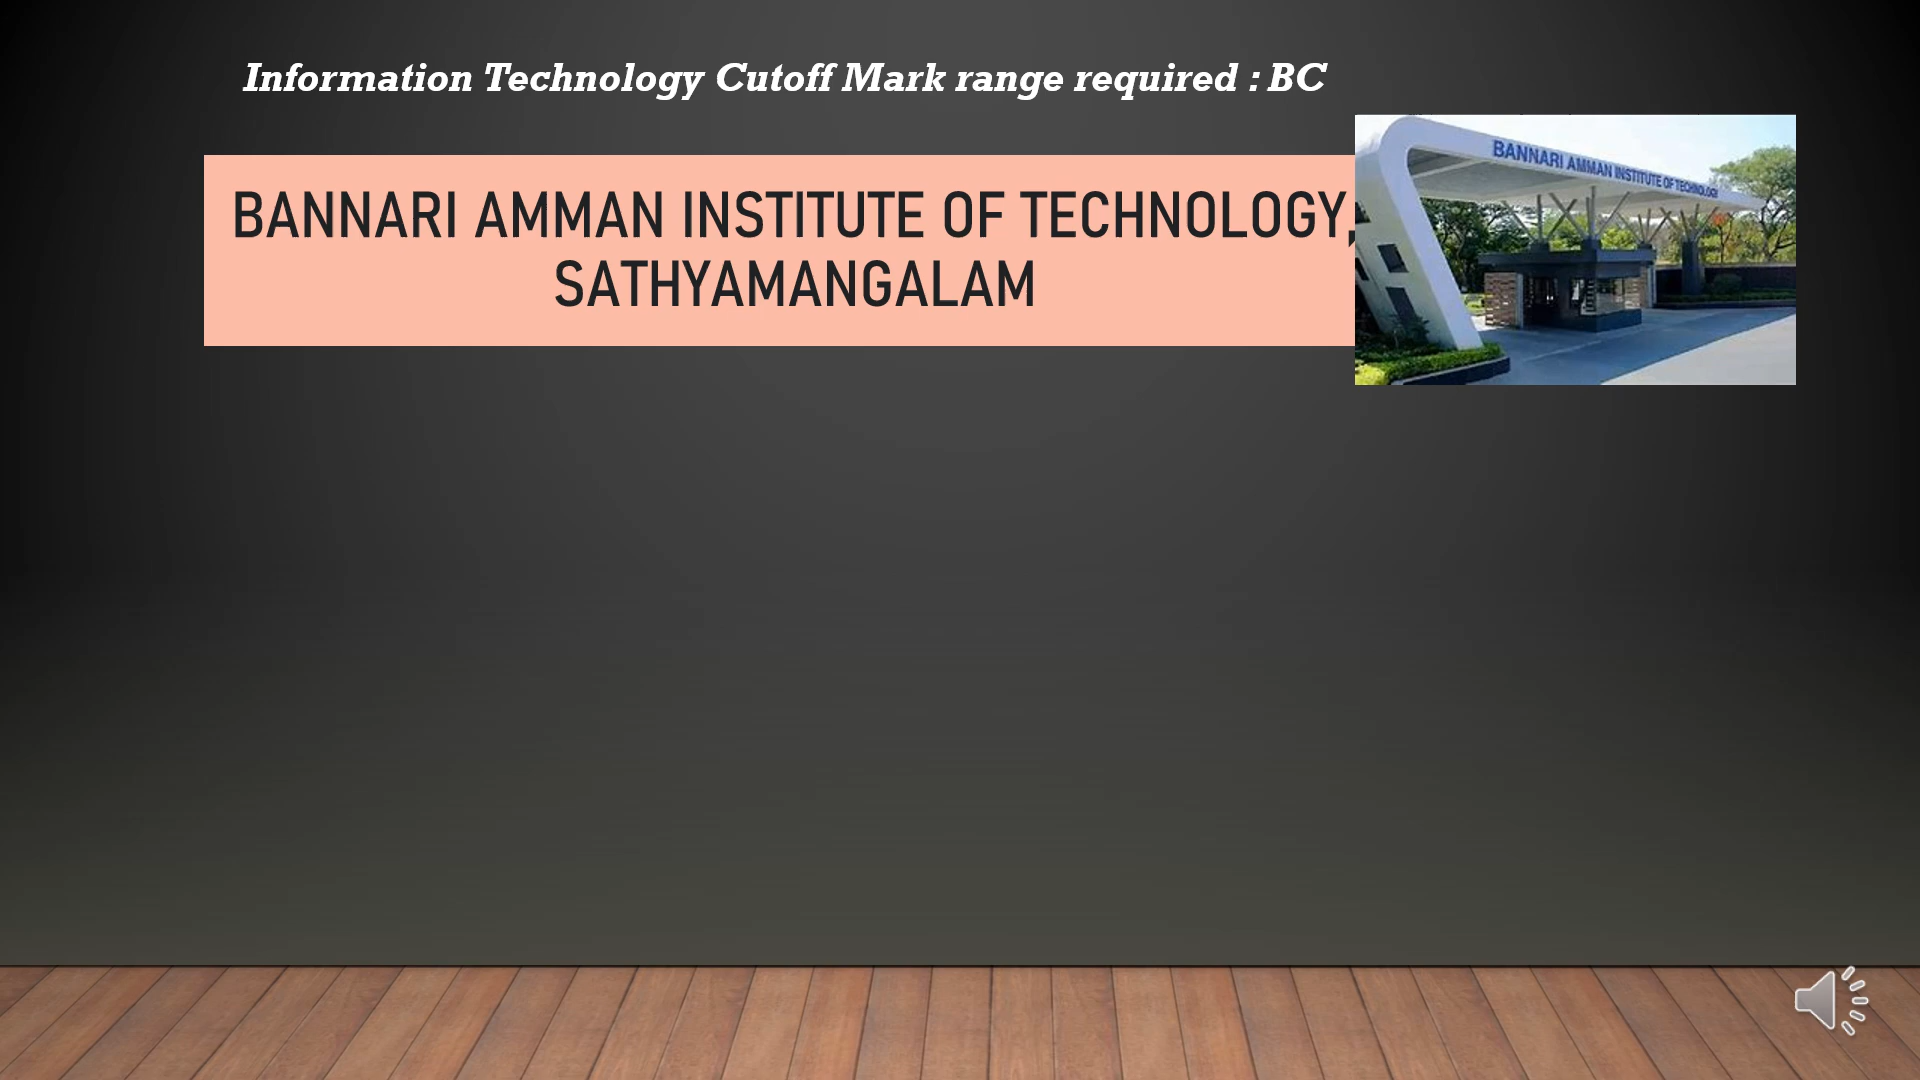 Information Technology Cutoff Mark range required : BC
BANNARI AMMAN INSTITUTE OF TECHNOLOGY,
SATHYAMANGALAM
BANNARI AMMAN INSTITUTE OF TECHNOLOGY